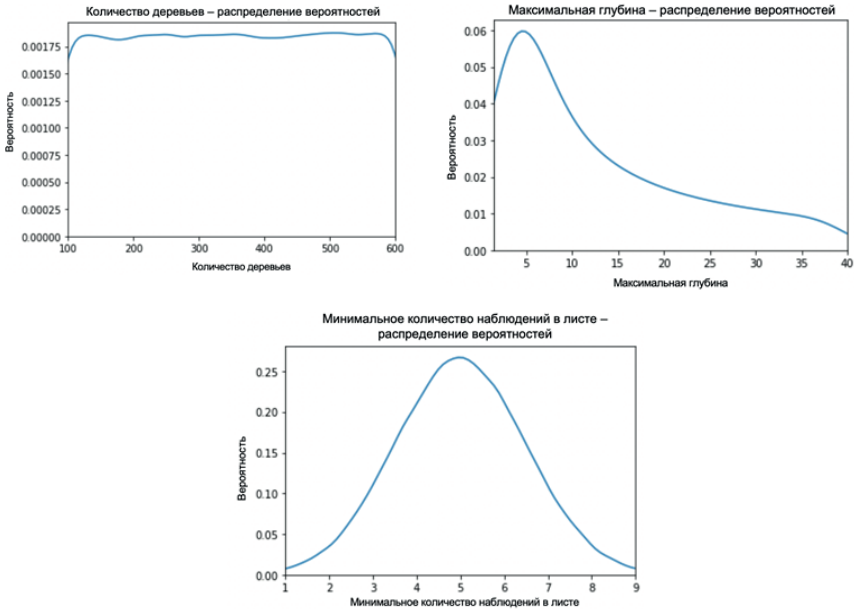 Количество деревьев – распределение вероятностей
Вероятность
0.00175
0.00150
0.00125
0.00100
0.00075
0.00050
0.00025
0.00000
100 200 300 400 500 600
Количество деревьев
Максимальная глубина – распределение вероятностей
Вероятность
0.06
0.05
0.04
0.03
0.02
0.01
0.00
5 10 15 20 25 30 35 40
Максимальная глубина
Минимальное количество наблюдений в листе –
распределение вероятностей
Вероятность
0.25
0.20
0.15
0.10
0.05
0.00
1 2 3 4 5 6 7 8 9
Минимальное количество наблюдений в листе